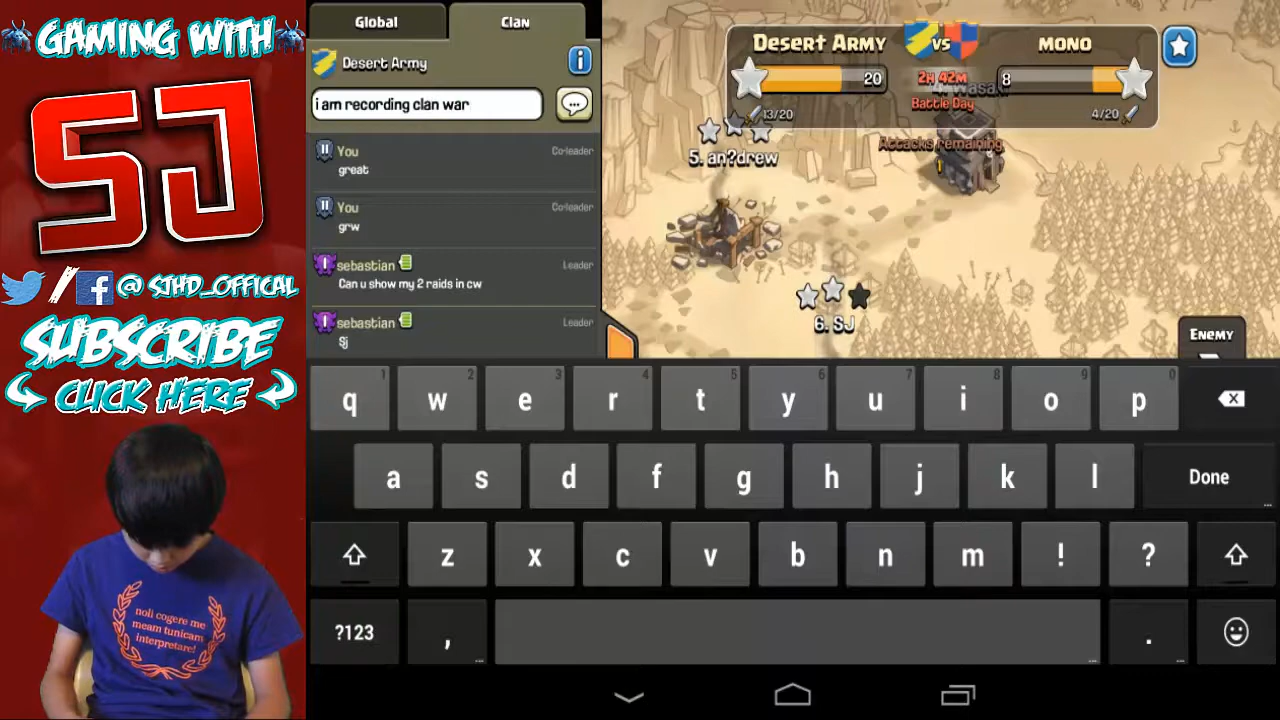 GAMING WITH
SJ
@ SJHD_OFFICAL
SUBSCRIBE
CLICK HERE
noli cogere me
meam tunicam
interpretare!
Global
Clan
Desert Army
i
i am recording clan war
You
Co-leader
great
You
Co-leader
grw
sebastian
Leader
Can u show my 2 raids in cw
sebastian
Leader
Sj
Desert Army
vs
MONO
20
2H 42M
8
Battle Day
13/20
4/20
Attacks remaining
5. an?drew
6. SJ
Enemy
q 1 w 2 e 3 r 4 t 5 y 6 u 7 i 8 o 9 p 0
a s d f g h j k l Done
z x c v b n m ! ?
?123 , .